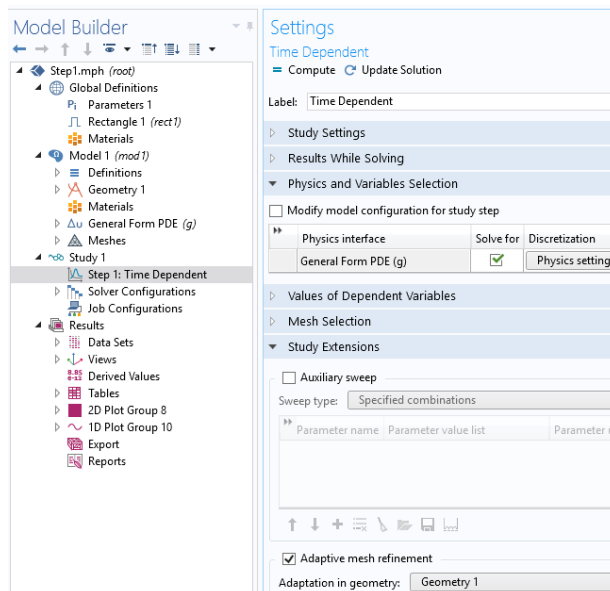 Model Builder
Step1.mph (root)
Global Definitions
Pi Parameters 1
Rectangle 1 (rect1)
Materials
Model 1 (mod1)
Definitions
Geometry 1
Materials
Δu General Form PDE (g)
Meshes
Study 1
Step 1: Time Dependent
Solver Configurations
Job Configurations
Results
Data Sets
Views
8.85
e-12 Derived Values
Tables
2D Plot Group 8
1D Plot Group 10
Export
Reports
Settings
Time Dependent
= Compute Update Solution
Label: Time Dependent
Study Settings
Results While Solving
Physics and Variables Selection
Modify model configuration for study step
Physics interface Solve for Discretization
General Form PDE (g) Physics setting
Values of Dependent Variables
Mesh Selection
Study Extensions
Auxiliary sweep
Sweep type: Specified combinations
Parameter name Parameter value list Parameter
Adaptive mesh refinement
Adaptation in geometry: Geometry 1